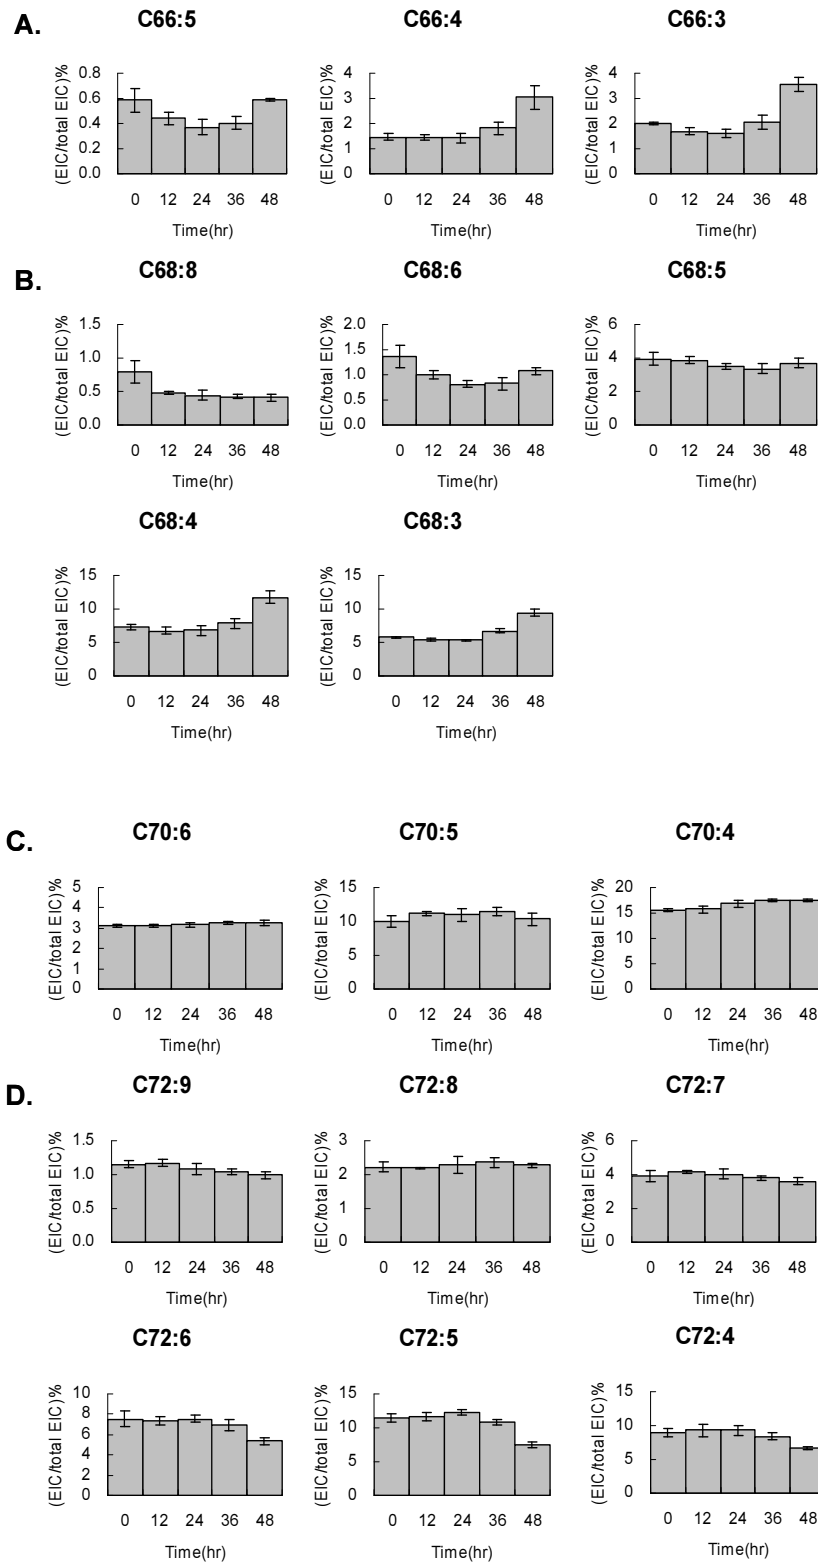 A.
C66:5 C66:4 C66:3
(EIC/total EIC)% (EIC/total EIC)% (EIC/total EIC)%
0.8 4 4
0.6 3 3
0.4 2 2
0.2 1 1
0.0 0 0
0 12 24 36 48 0 12 24 36 48 0 12 24 36 48
Time(hr) Time(hr) Time(hr)
B.
C68:8 C68:6 C68:5
(EIC/total EIC)% (EIC/total EIC)% (EIC/total EIC)%
1.5 2.0 6
1.0 1.5 4
0.5 1.0 2
0.0 0.5 0
0.0
0 12 24 36 48 0 12 24 36 48 0 12 24 36 48
Time(hr) Time(hr) Time(hr)
C68:4 C68:3
(EIC/total EIC)% (EIC/total EIC)%
15 15
10 10
5 5
0 0
0 12 24 36 48 0 12 24 36 48
Time(hr) Time(hr)
C.
C70:6 C70:5 C70:4
(EIC/total EIC)% (EIC/total EIC)% (EIC/total EIC)%
5 15 20
4 10 15
3 5 10
2 0 5
1 0
0
0 12 24 36 48 0 12 24 36 48 0 12 24 36 48
Time(hr) Time(hr) Time(hr)
D.
C72:9 C72:8 C72:7
(EIC/total EIC)% (EIC/total EIC)% (EIC/total EIC)%
1.5 3 6
1.0 2 4
0.5 1 2
0.0 0 0
0 12 24 36 48 0 12 24 36 48 0 12 24 36 48
Time(hr) Time(hr) Time(hr)
C72:6 C72:5 C72:4
(EIC/total EIC)% (EIC/total EIC)% (EIC/total EIC)%
10 15 15
8 10 10
6 5 5
4 0 0
2
0
0 12 24 36 48 0 12 24 36 48 0 12 24 36 48
Time(hr) Time(hr) Time(hr)